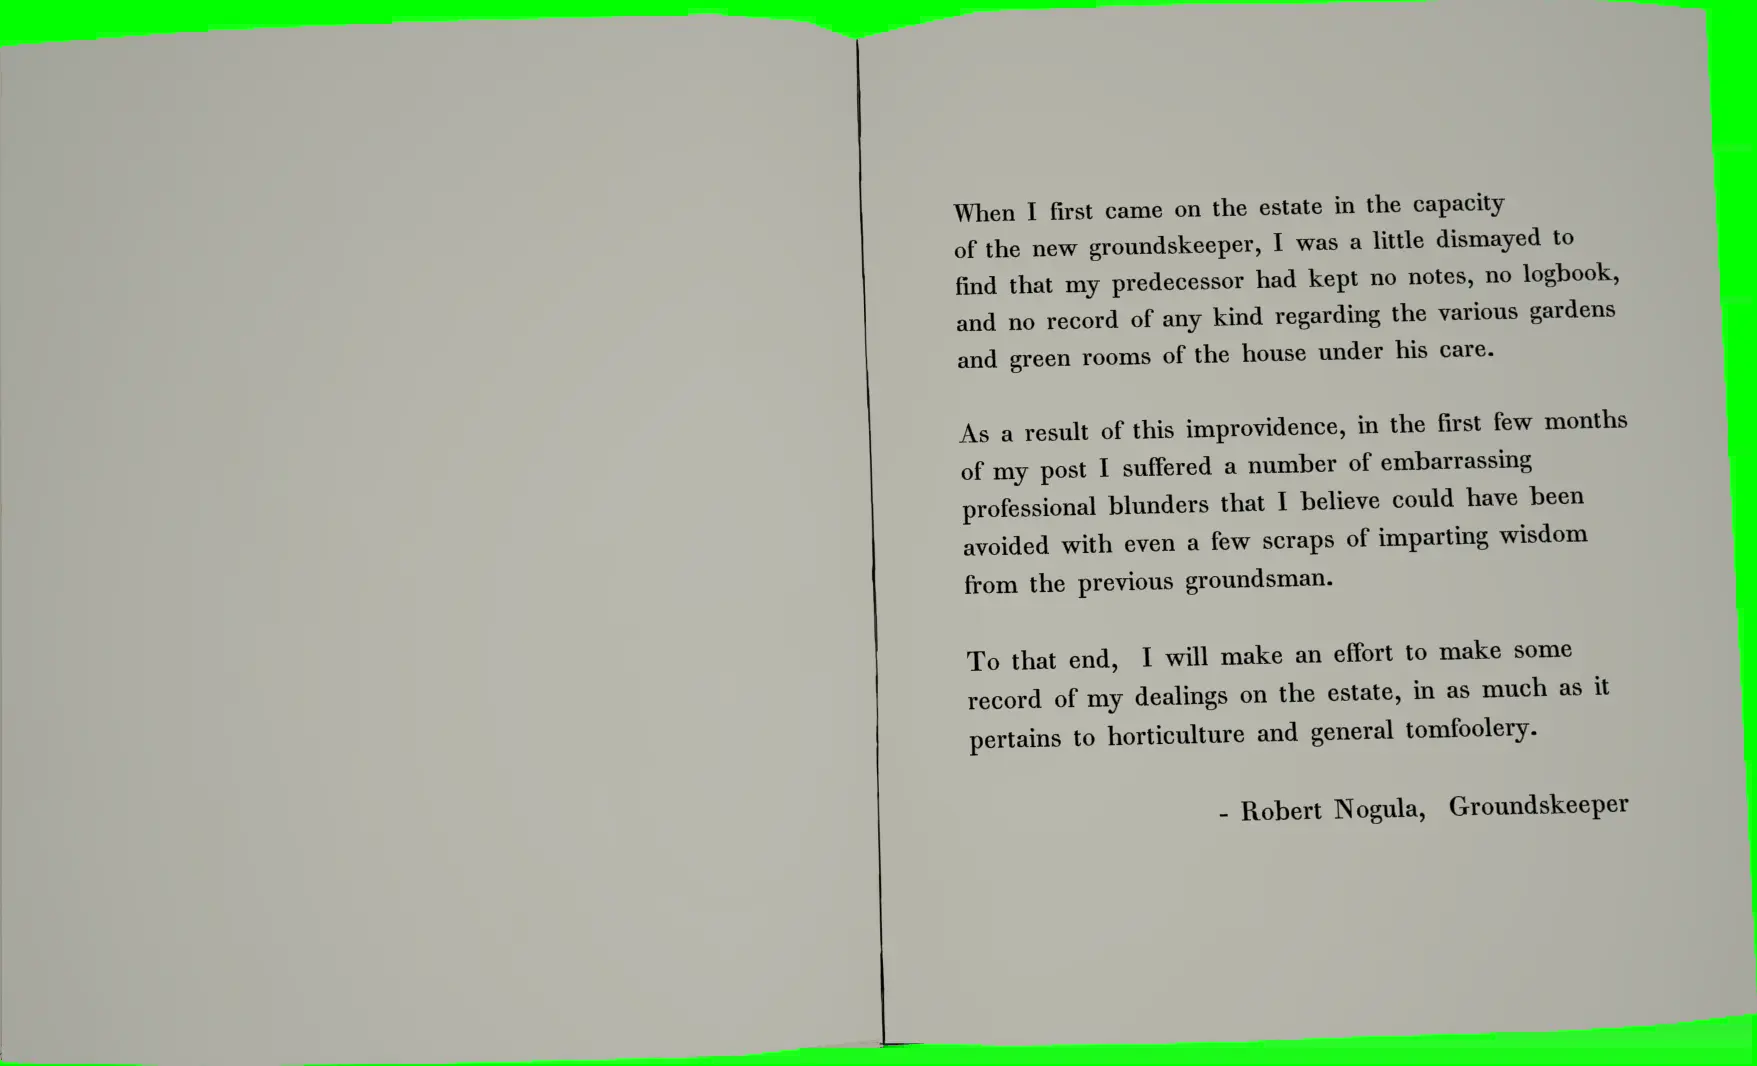 When I first came on the estate in the capacity
of the new groundskeeper, I was a little dismayed to
find that my predecessor had kept no notes, no logbook,
and no record of any kind regarding the various gardens
and green rooms of the house under his care.
As a result of this improvidence, in the first few months
of my post I suffered a number of embarrassing
professional blunders that I believe could have been
avoided with even a few scraps of imparting wisdom
from the previous groundsman.
To that end, I will make an effort to make some
record of my dealings on the estate, in as much as it
pertains to horticulture and general tomfoolery.
- Robert Nogula, Groundskeeper